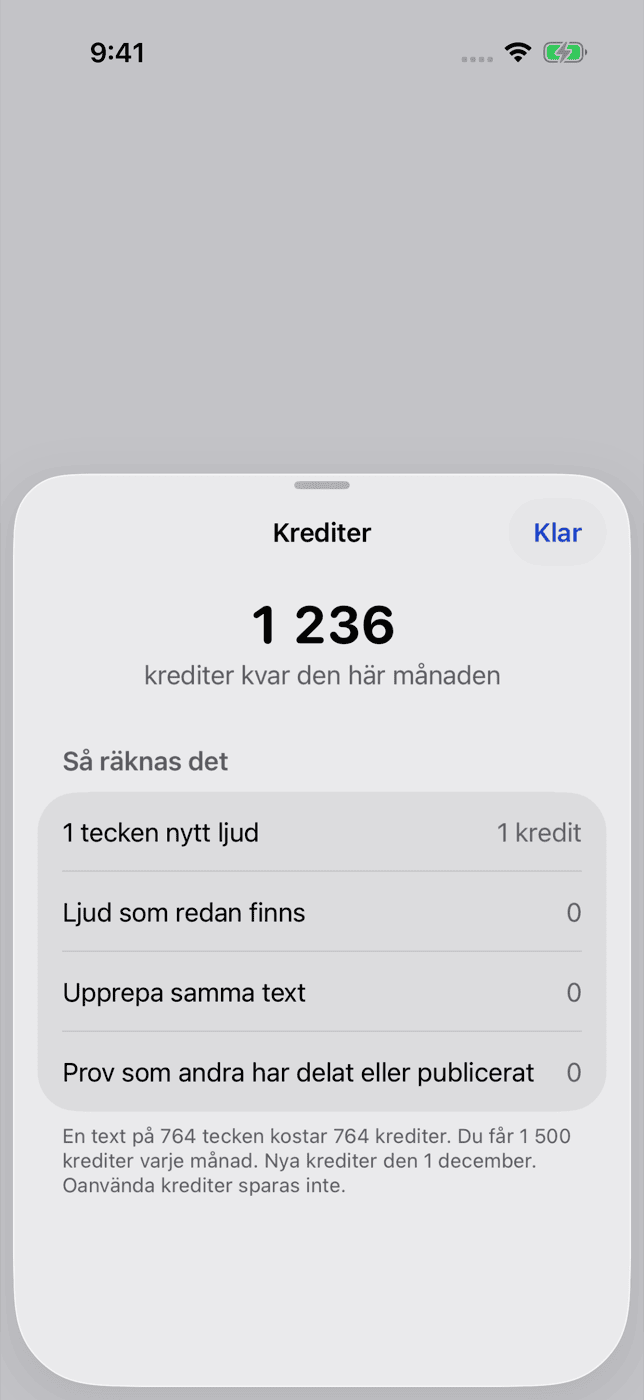 9:41
Krediter
Klar
1 236
krediter kvar den här månaden
Så räknas det
1 tecken nytt ljud 1 kredit
Ljud som redan finns 0
Upprepa samma text 0
Prov som andra har delat eller publicerat 0
En text på 764 tecken kostar 764 krediter. Du får 1 500
krediter varje månad. Nya krediter den 1 december.
Oanvända krediter sparas inte.